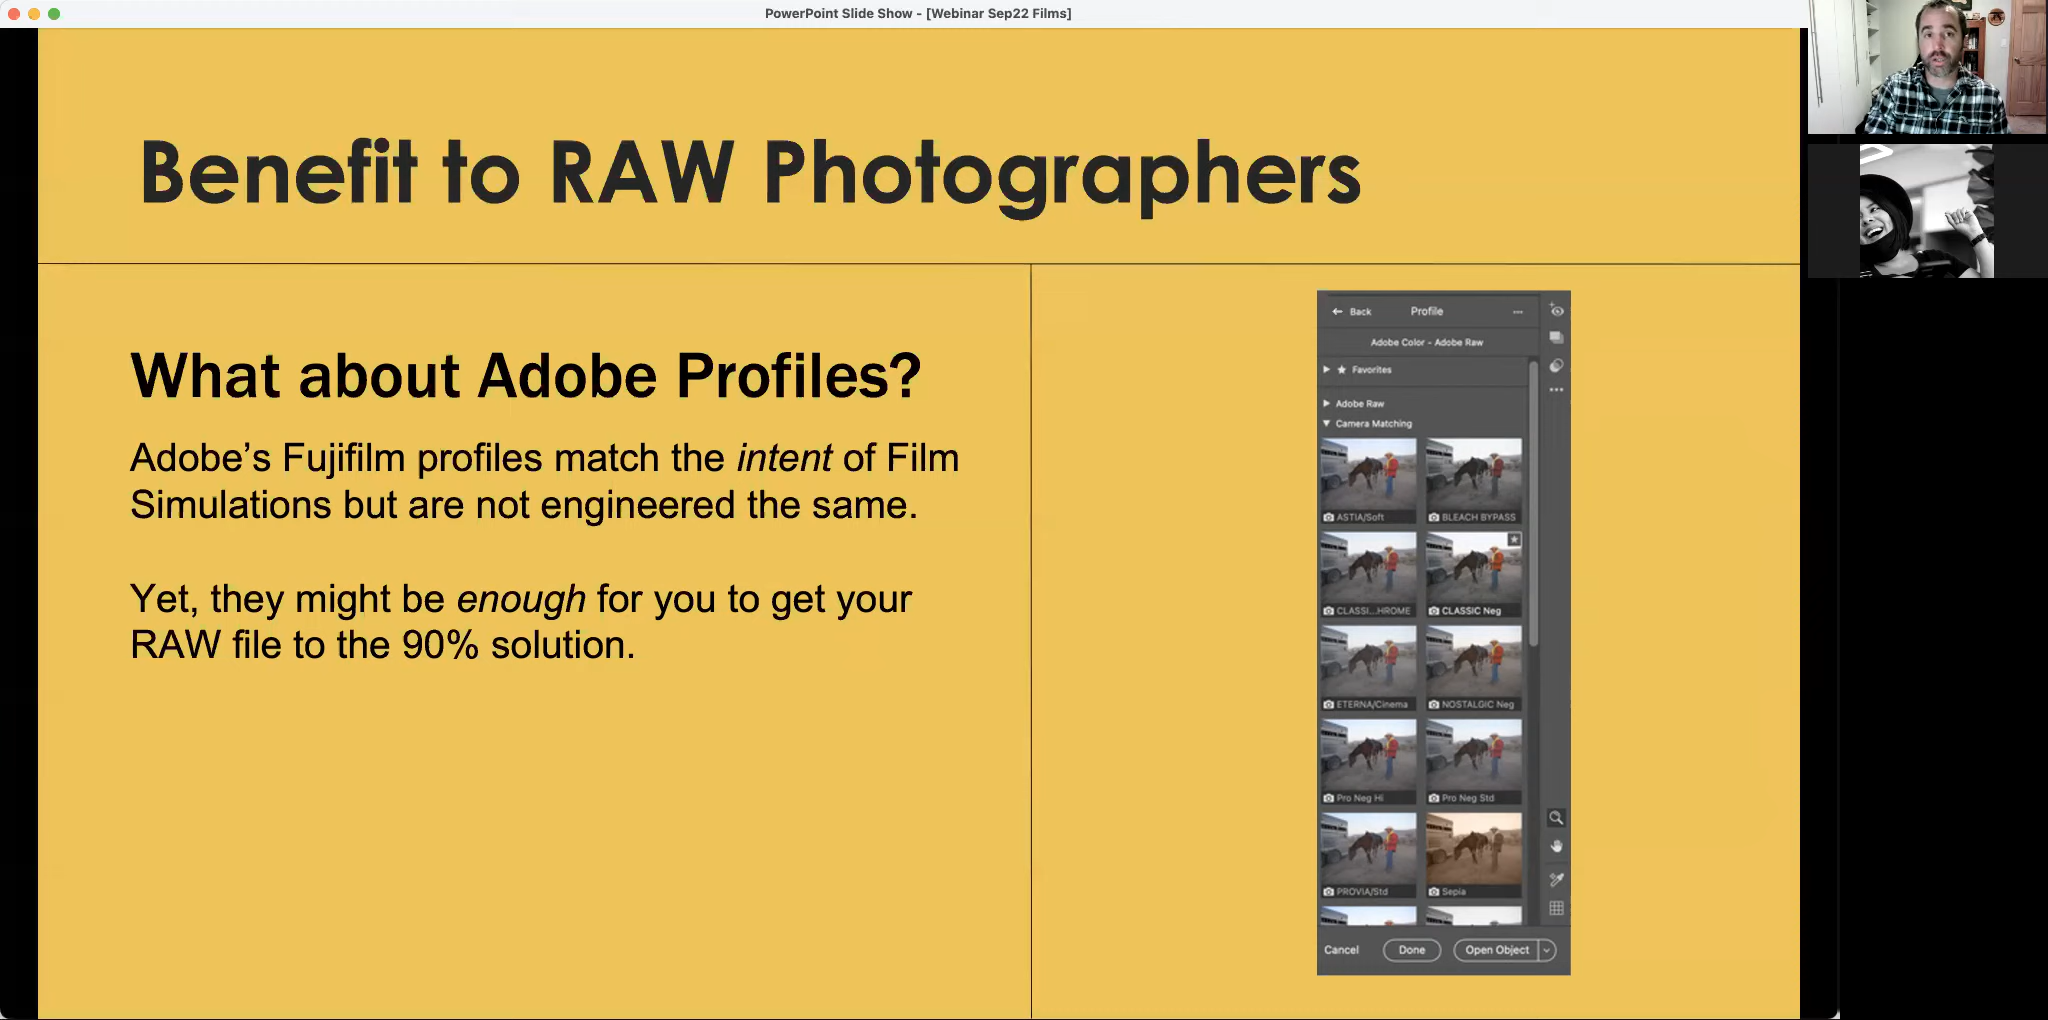 PowerPoint Slide Show - [Webinar Sep22 Films]
Benefit to RAW Photographers
What about Adobe Profiles?
Adobe’s Fujifilm profiles match the intent of Film
Simulations but are not engineered the same.
Yet, they might be enough for you to get your
RAW file to the 90% solution.
Back Profile
Adobe Color - Adobe Raw
Favorites
Adobe Raw
Camera Matching
ASTIA/Soft BLEACH BYPASS
CLASSI...HROME CLASSIC Neg
ETERNA/Cinema NOSTALGIC Neg
Pro Neg Hi Pro Neg Std
PROVIA/Std Sepia
Cancel Done Open Object